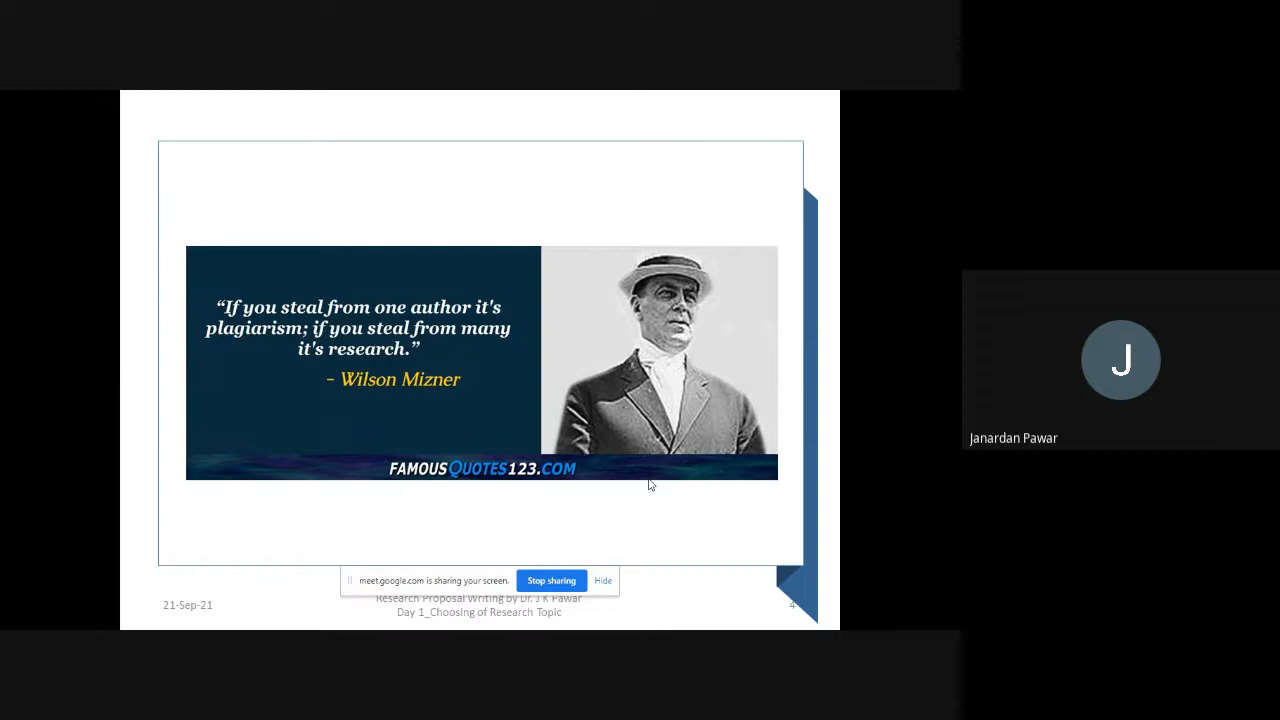 “If you steal from one author it's
plagiarism; if you steal from many
it's research.”
- Wilson Mizner
FAMOUSQUOTES123.COM
meet.google.com is sharing your screen.
Stop sharing
Hide
21-Sep-21
Research Proposal Writing by Dr. J K Pawar
Day 1_Choosing of Research Topic
4
J
Janardan Pawar